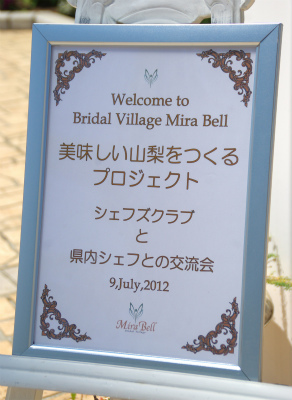 Welcome to
Bridal Village Mira Bell
美味しい山梨をつくる
プロジェクト
シェフズクラブ
と
県内シェフとの交流会
9,July,2012
Mira Bell